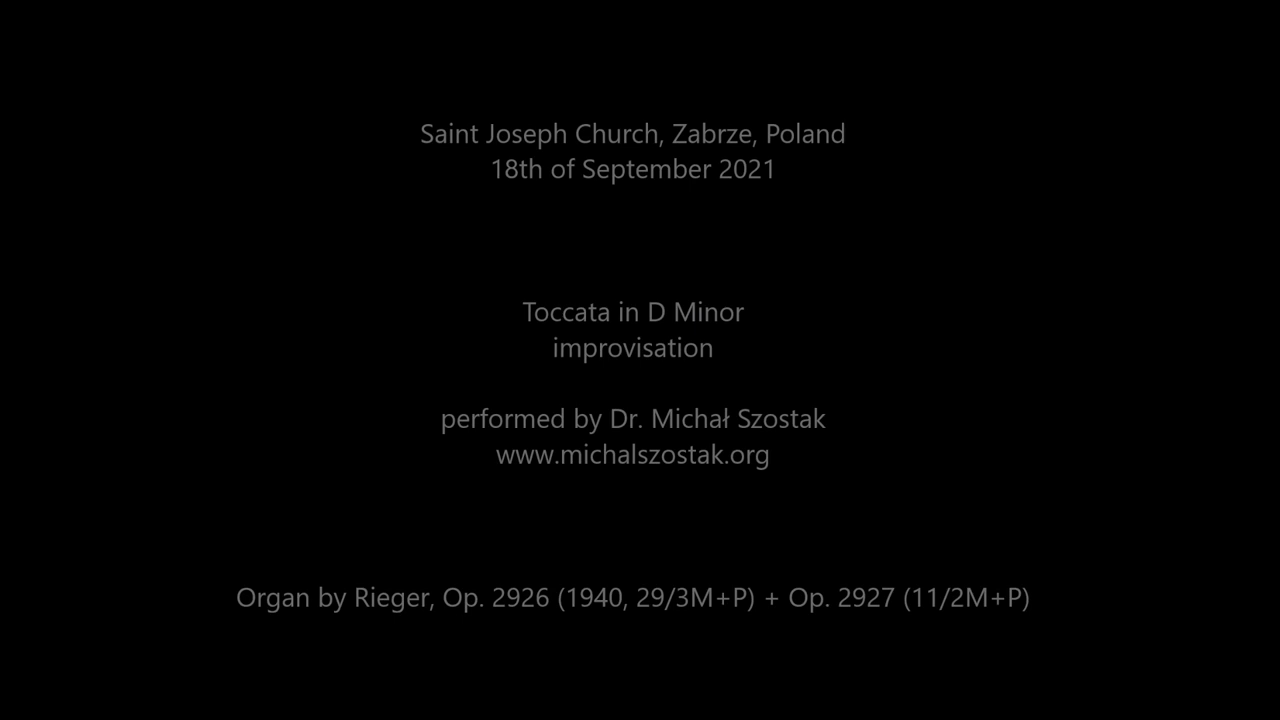 Saint Joseph Church, Zabrze, Poland
18th of September 2021
Toccata in D Minor
improvisation
performed by Dr. Michał Szostak
www.michalszostak.org
Organ by Rieger, Op. 2926 (1940, 29/3M+P) + Op. 2927 (11/2M+P)